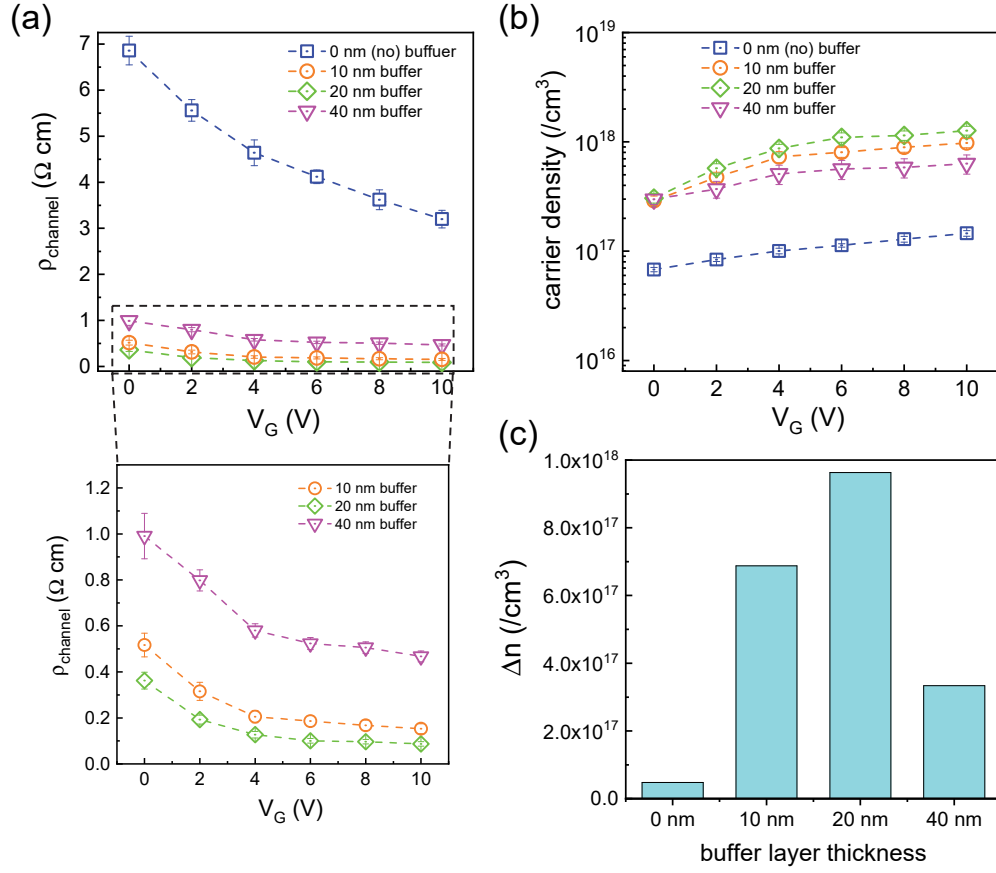 (a)
7
6
5
4
3
2
1
0
ρchannel (Ω cm)
0 nm (no) buffuer
10 nm buffer
20 nm buffer
40 nm buffer
0 2 4 6 8 10
VG (V)
1.2
1.0
0.8
0.6
0.4
0.2
0.0
ρchannel (Ω cm)
10 nm buffer
20 nm buffer
40 nm buffer
0 2 4 6 8 10
VG (V)
(b)
10^19
10^18
10^17
10^16
carrier density (/cm^3)
0 nm (no) buffer
10 nm buffer
20 nm buffer
40 nm buffer
0 2 4 6 8 10
VG (V)
(c)
1.0x10^18
8.0x10^17
6.0x10^17
4.0x10^17
2.0x10^17
0.0
Δn (/cm^3)
0 nm 10 nm 20 nm 40 nm
buffer layer thickness